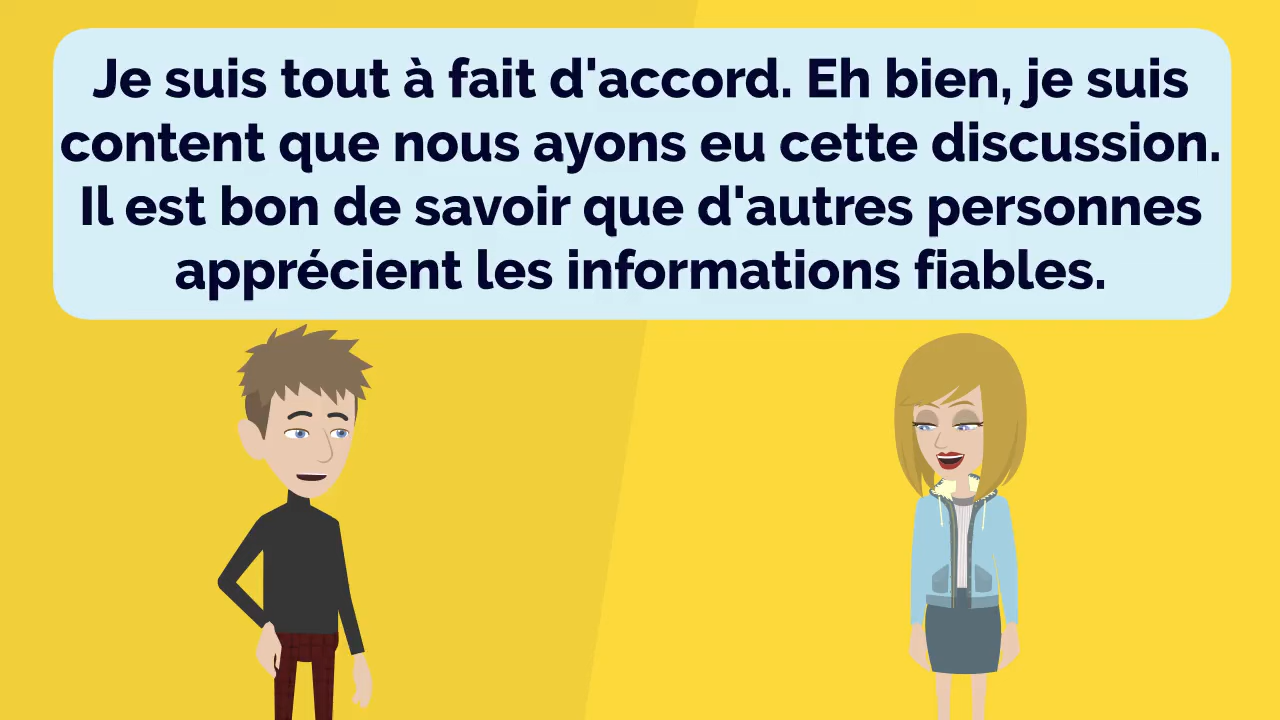 Je suis tout à fait d'accord. Eh bien, je suis
content que nous ayons eu cette discussion.
Il est bon de savoir que d'autres personnes
apprécient les informations fiables.